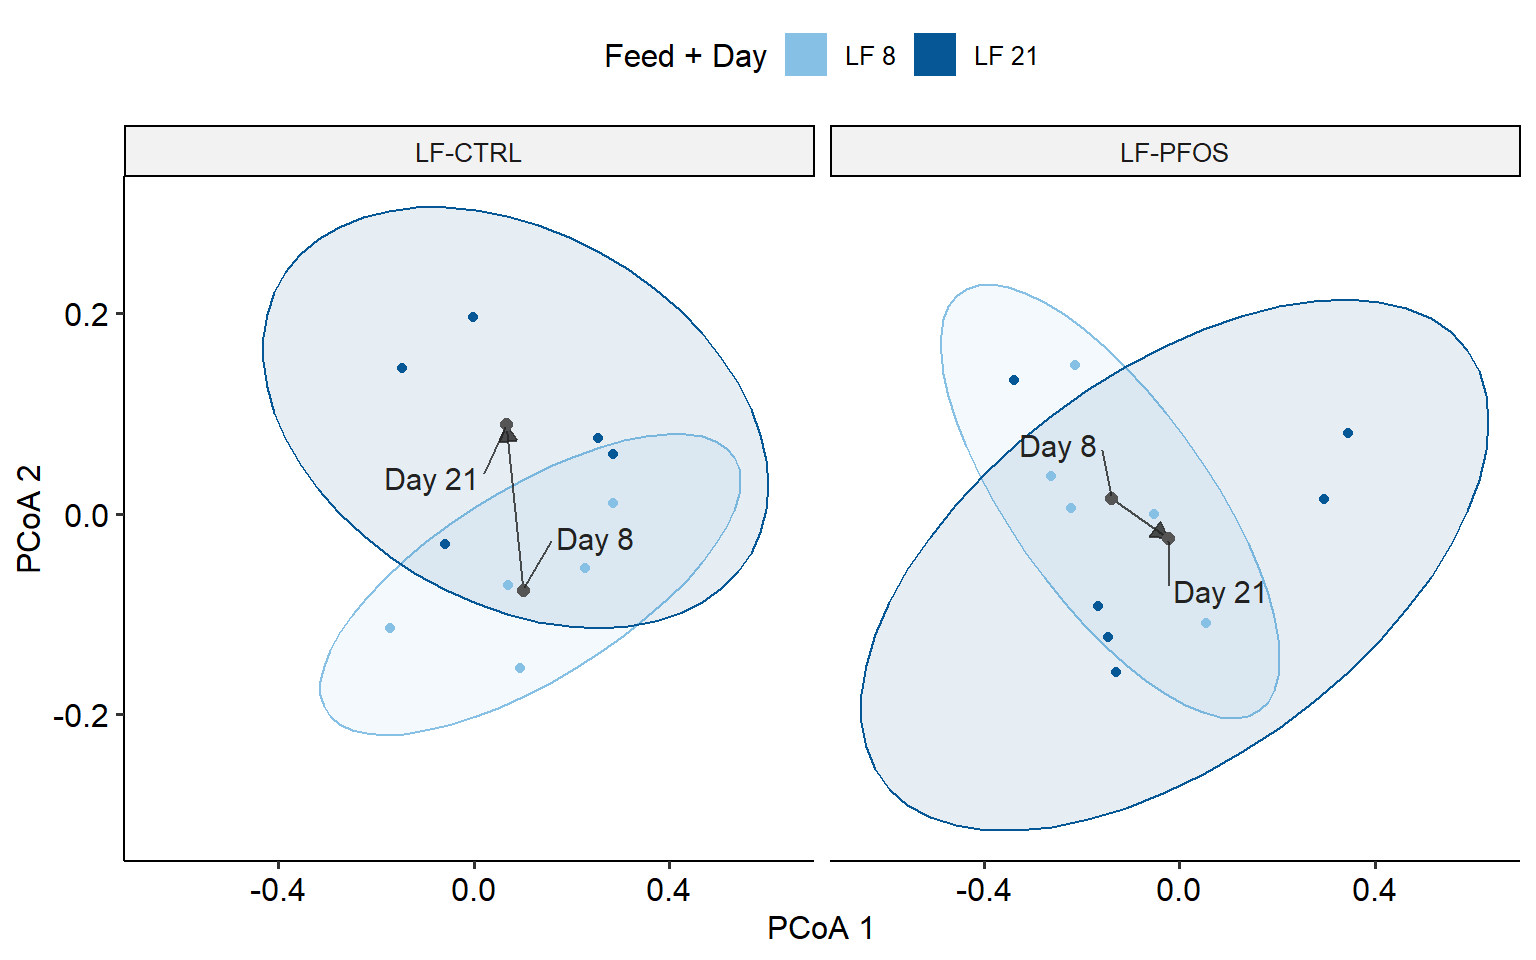 Feed + Day LF 8 LF 21
LF-CTRL LF-PFOS
0.2
Day 8
Day 21
PCoA 2
0.0
Day 8
Day 21
-0.2
-0.4 0.0 0.4 -0.4 0.0 0.4
PCoA 1